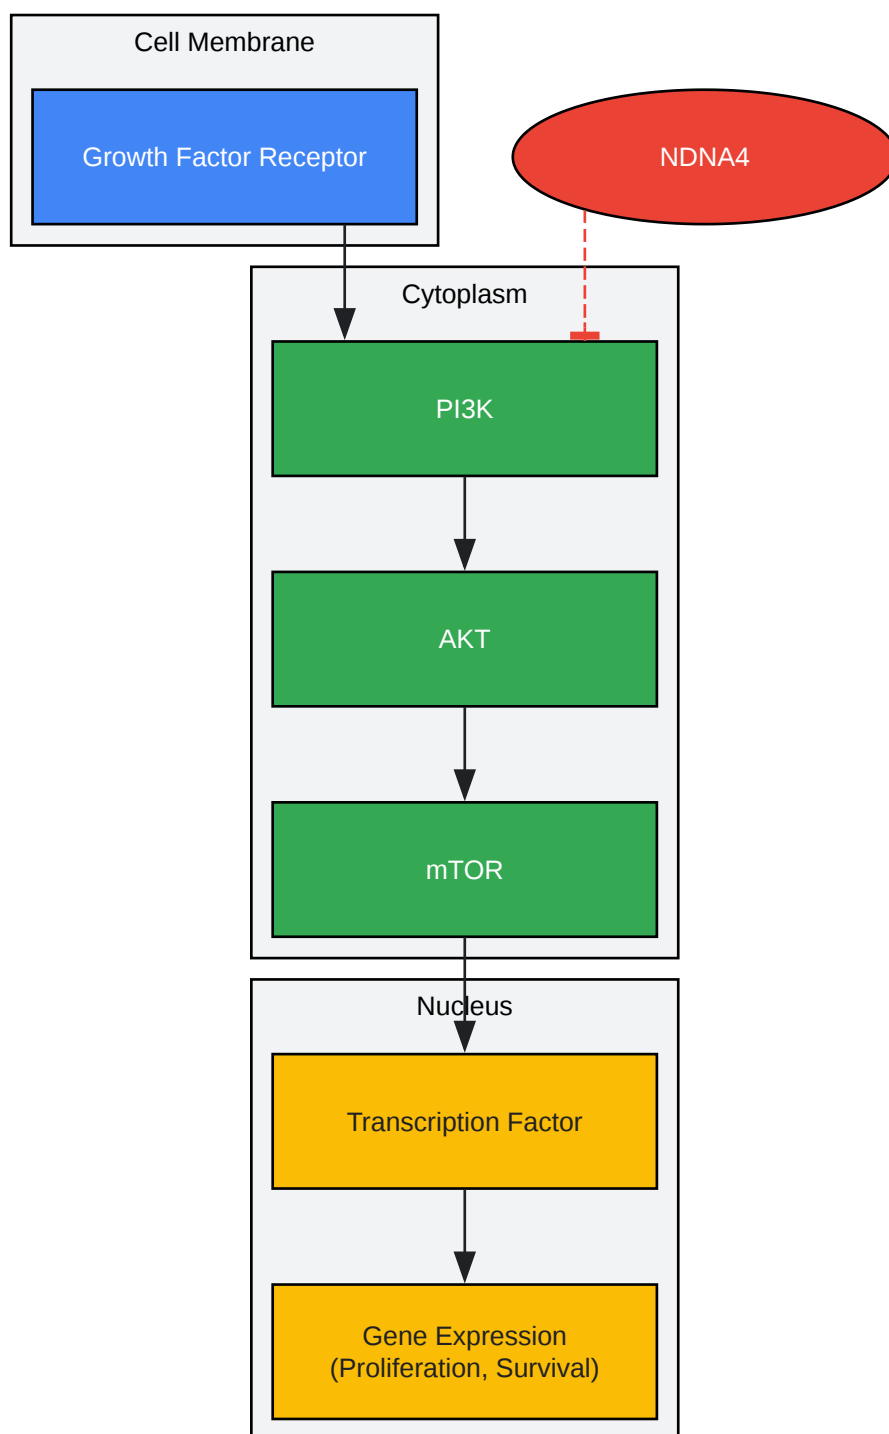 Cell Membrane
Growth Factor Receptor
NDNA4
Cytoplasm
PI3K
AKT
mTOR
Nucleus
Transcription Factor
Gene Expression
(Proliferation, Survival)